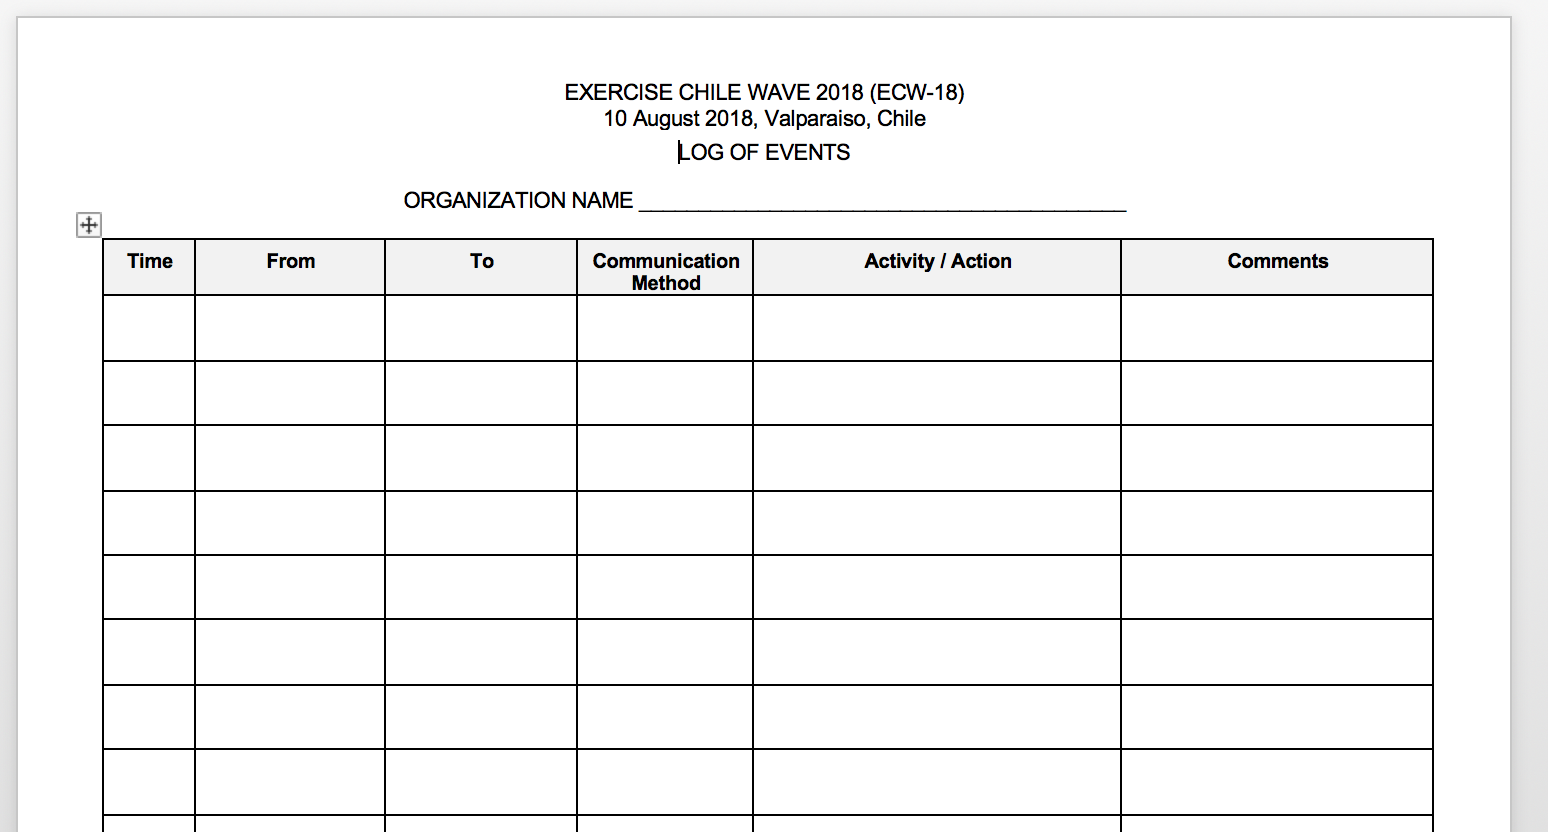 EXERCISE CHILE WAVE 2018 (ECW-18)
10 August 2018, Valparaiso, Chile
LOG OF EVENTS
ORGANIZATION NAME ________________________________________
Time From To Communication Method Activity / Action Comments